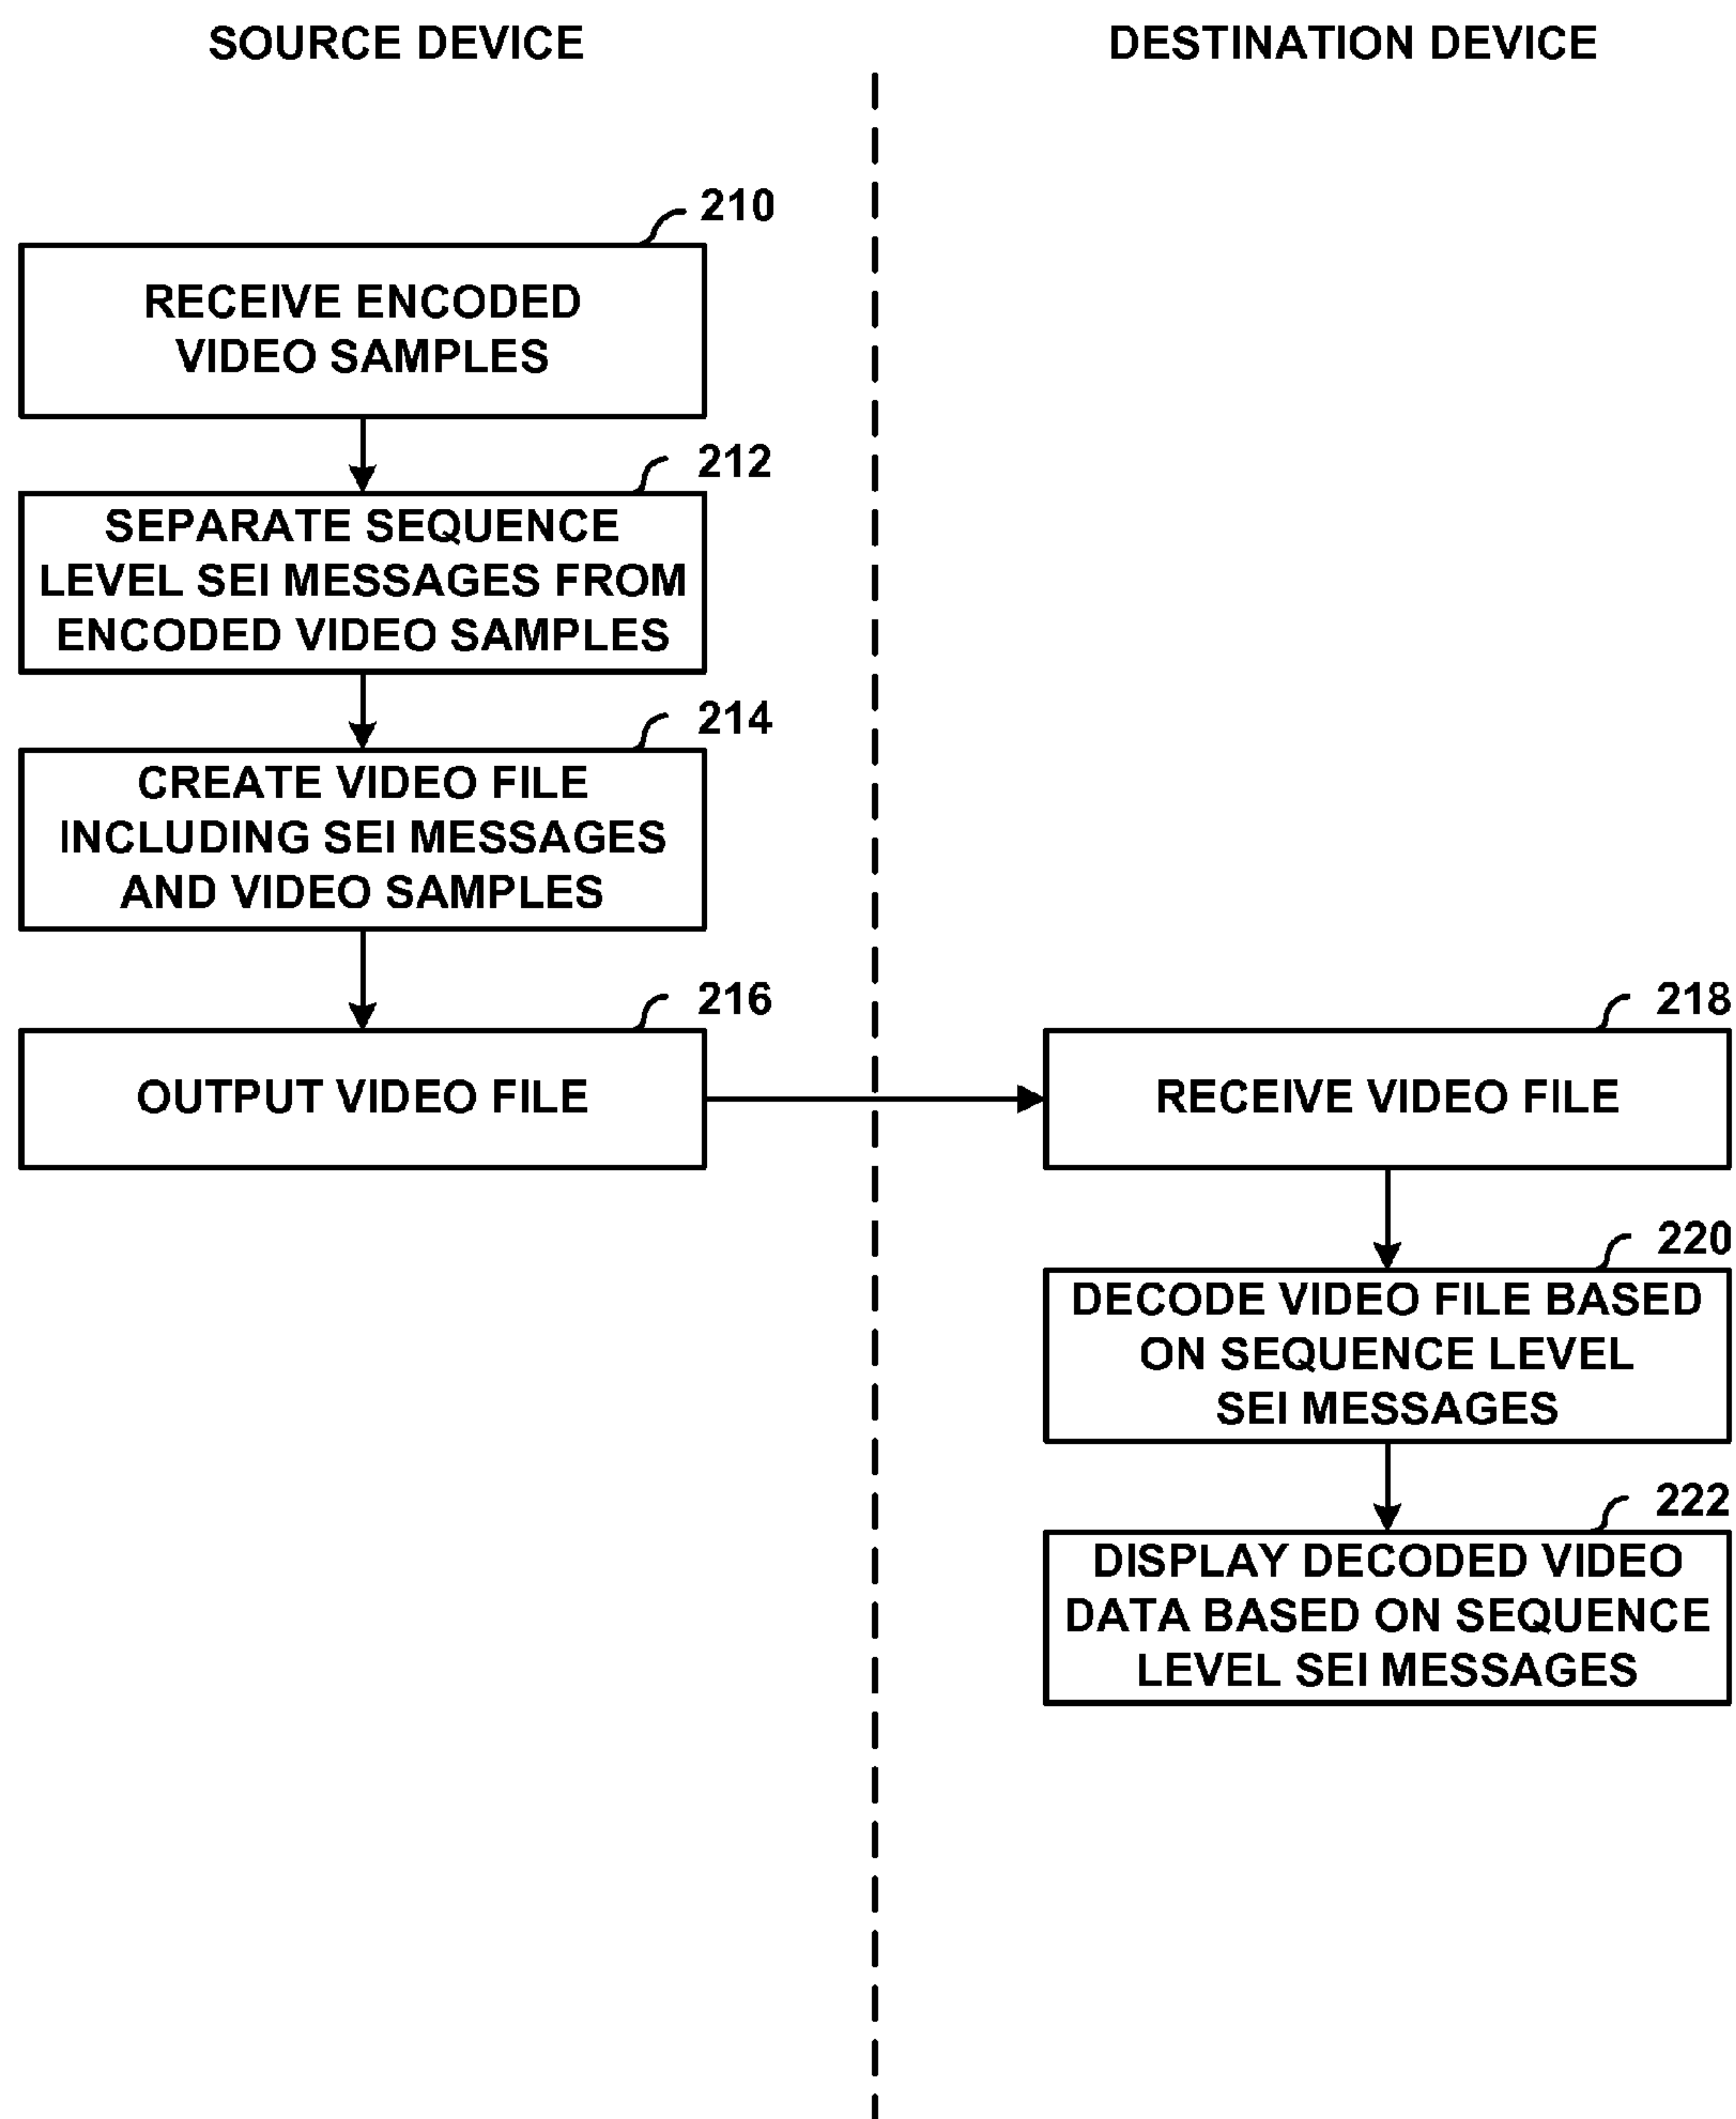 SOURCE DEVICE
DESTINATION DEVICE
210
RECEIVE ENCODED
VIDEO SAMPLES
212
SEPARATE SEQUENCE
LEVEL SEI MESSAGES FROM
ENCODED VIDEO SAMPLES
214
CREATE VIDEO FILE
INCLUDING SEI MESSAGES
AND VIDEO SAMPLES
216
OUTPUT VIDEO FILE
218
RECEIVE VIDEO FILE
220
DECODE VIDEO FILE BASED
ON SEQUENCE LEVEL
SEI MESSAGES
222
DISPLAY DECODED VIDEO
DATA BASED ON SEQUENCE
LEVEL SEI MESSAGES